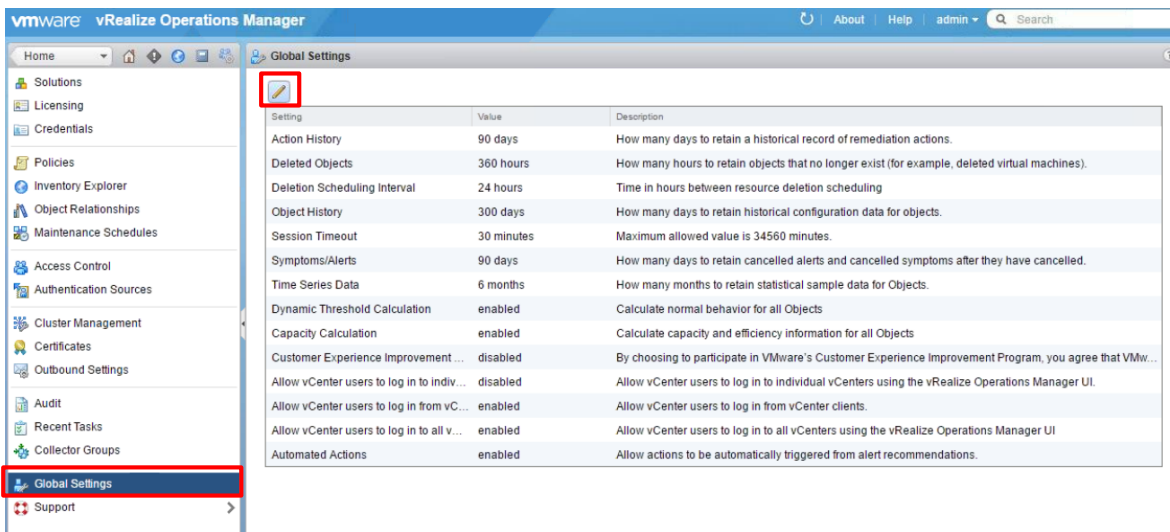 vmware vRealize Operations Manager
About Help admin Search
Home
Global Settings
Solutions
Licensing
Credentials
Policies
Inventory Explorer
Object Relationships
Maintenance Schedules
Access Control
Authentication Sources
Cluster Management
Certificates
Outbound Settings
Audit
Recent Tasks
Collector Groups
Global Settings
Support
Setting Value Description
Action History 90 days How many days to retain a historical record of remediation actions.
Deleted Objects 360 hours How many hours to retain objects that no longer exist (for example, deleted virtual machines).
Deletion Scheduling Interval 24 hours Time in hours between resource deletion scheduling
Object History 300 days How many days to retain historical configuration data for objects.
Session Timeout 30 minutes Maximum allowed value is 34560 minutes.
Symptoms/Alerts 90 days How many days to retain cancelled alerts and cancelled symptoms after they have cancelled.
Time Series Data 6 months How many months to retain statistical sample data for Objects.
Dynamic Threshold Calculation enabled Calculate normal behavior for all Objects
Capacity Calculation enabled Calculate capacity and efficiency information for all Objects
Customer Experience Improvement ... disabled By choosing to participate in VMware's Customer Experience Improvement Program, you agree that VMw...
Allow vCenter users to log in to indiv... disabled Allow vCenter users to log in to individual vCenters using the vRealize Operations Manager UI.
Allow vCenter users to log in from vC... enabled Allow vCenter users to log in from vCenter clients.
Allow vCenter users to log in to all v... enabled Allow vCenter users to log in to all vCenters using the vRealize Operations Manager UI
Automated Actions enabled Allow actions to be automatically triggered from alert recommendations.